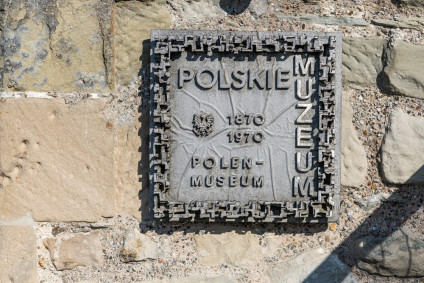 POLSKIE
MUZEUM
1870
1970
POLEN-
MUSEUM